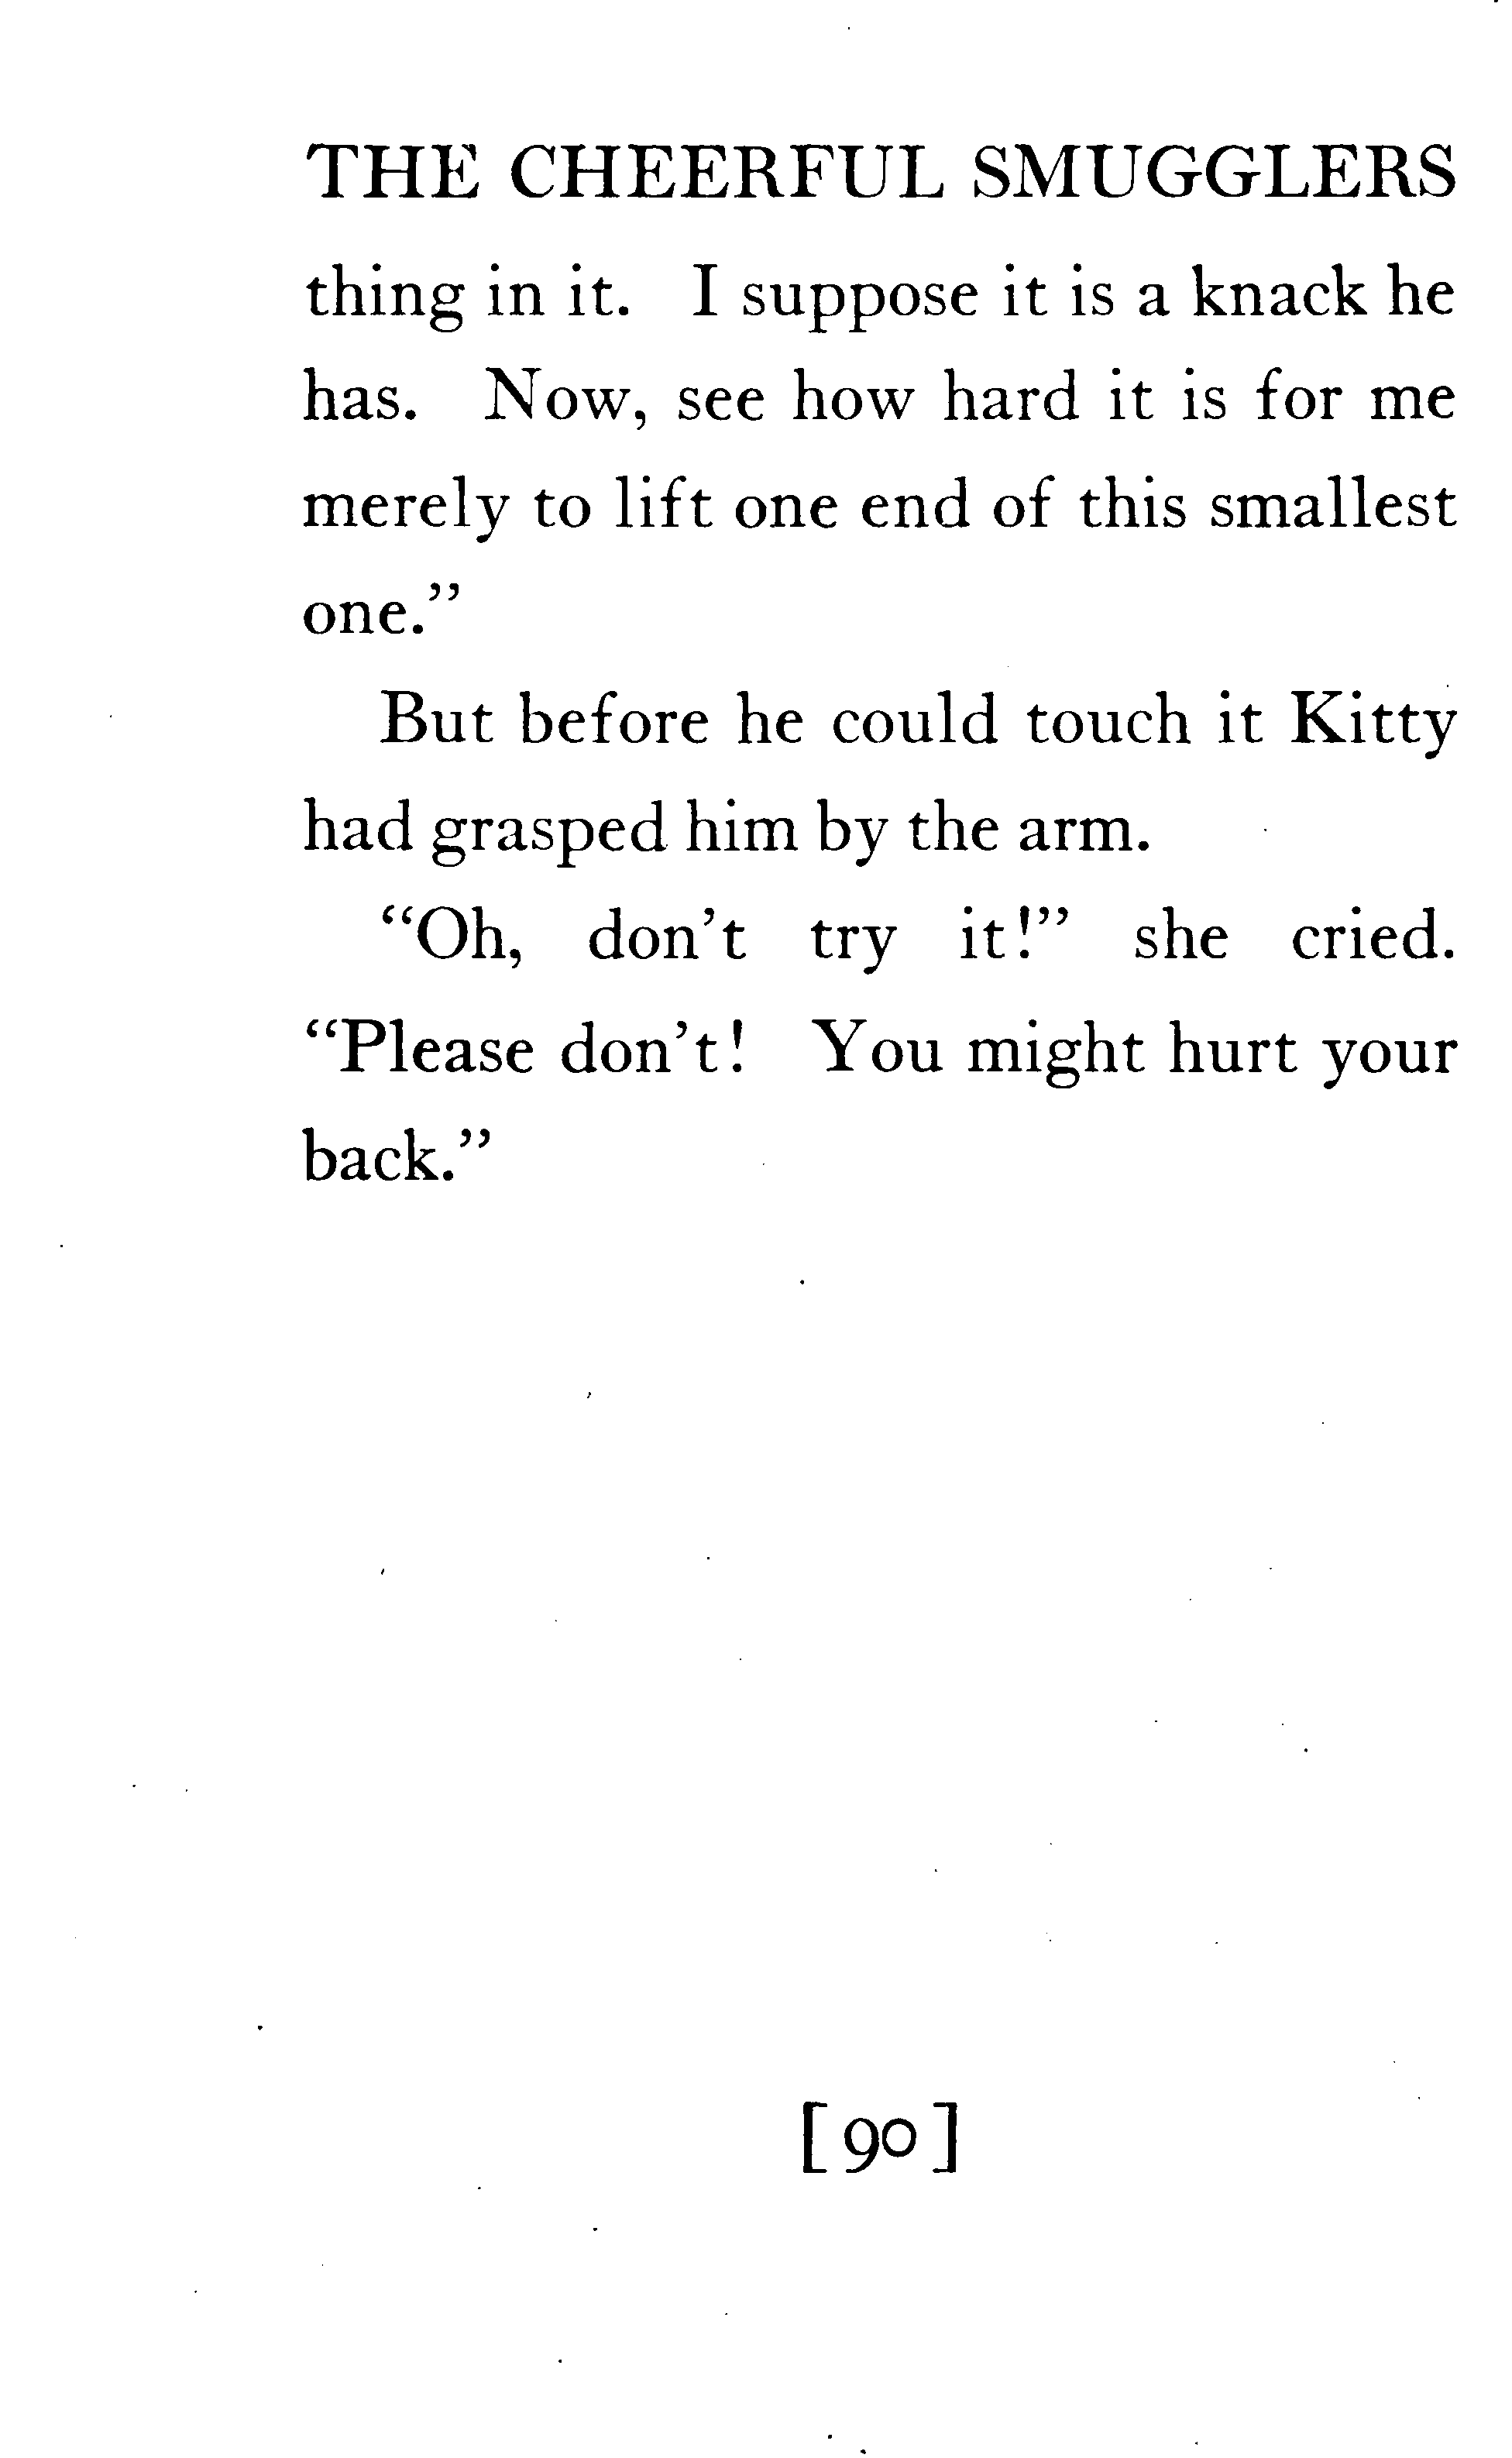 THE CHEERFUL SMUGGLERS
thing in it. I suppose it is a knack he
has. Now, see how hard it is for me
merely to lift one end of this smallest
one.”
But before he could touch it Kitty
had grasped him by the arm.
“Oh, don’t try it!” she cried.
“Please don’t! You might hurt your
back.”
[90]